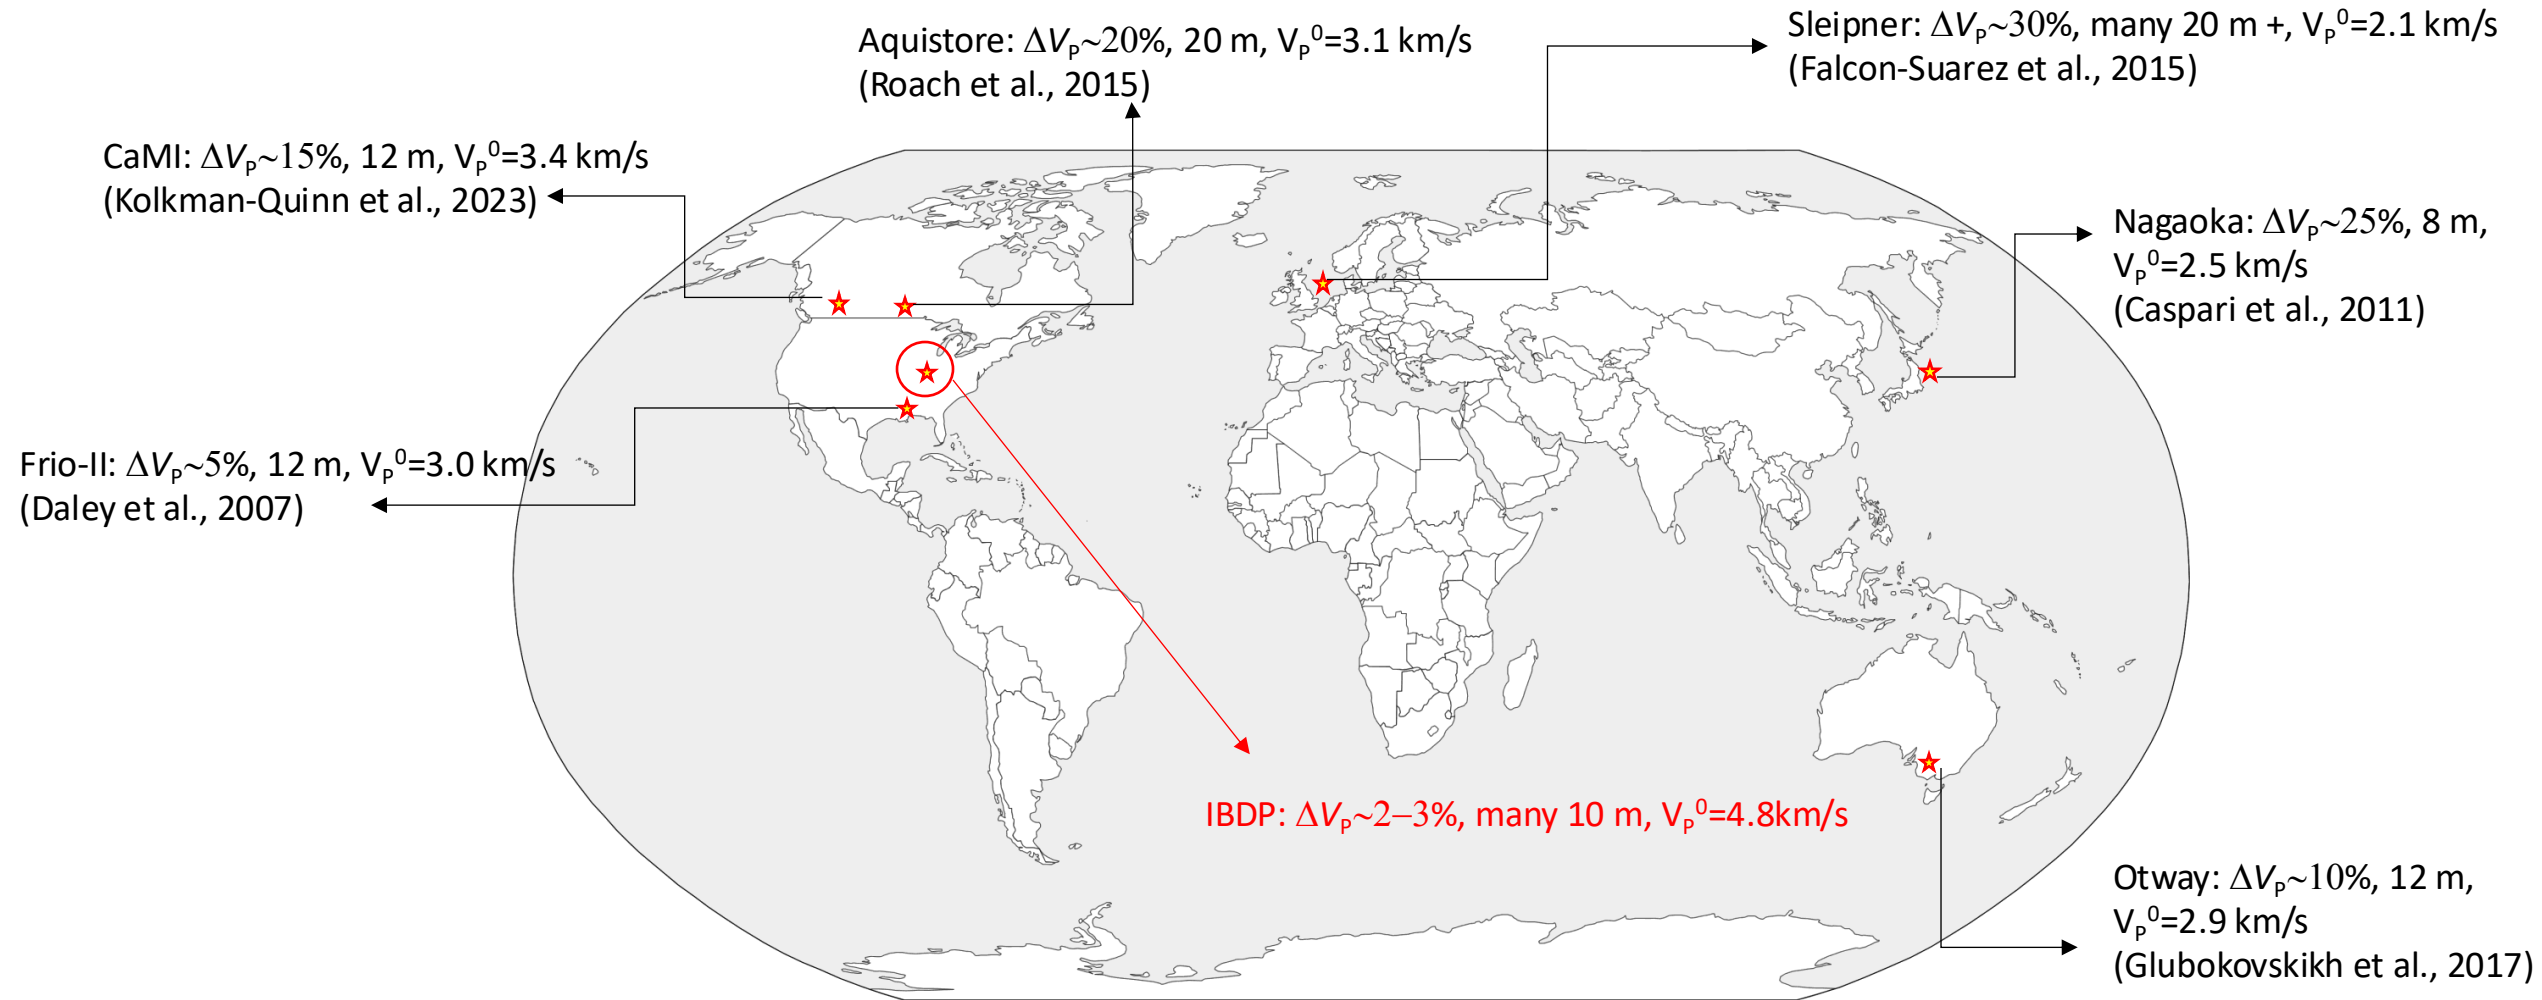 Aquistore: ΔVₚ~20%, 20 m, Vₚ⁰=3.1 km/s
(Roach et al., 2015)
Sleipner: ΔVₚ~30%, many 20 m +, Vₚ⁰=2.1 km/s
(Falcon-Suarez et al., 2015)
CaMI: ΔVₚ~15%, 12 m, Vₚ⁰=3.4 km/s
(Kolkman-Quinn et al., 2023)
Nagaoka: ΔVₚ~25%, 8 m,
Vₚ⁰=2.5 km/s
(Caspari et al., 2011)
Frio-II: ΔVₚ~5%, 12 m, Vₚ⁰=3.0 km/s
(Daley et al., 2007)
IBDP: ΔVₚ~2–3%, many 10 m, Vₚ⁰=4.8km/s
Otway: ΔVₚ~10%, 12 m,
Vₚ⁰=2.9 km/s
(Glubokovskikh et al., 2017)